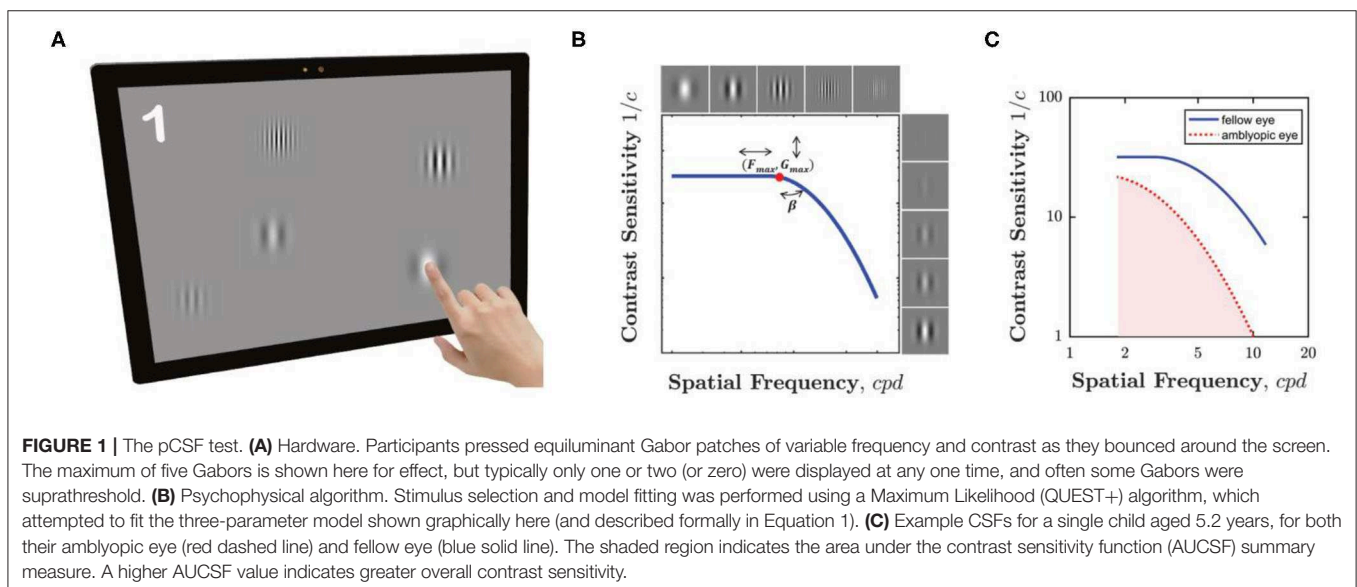 A
B
C
1
Contrast Sensitivity 1/c
(F_max, G_max)
β
Spatial Frequency, cpd
Contrast Sensitivity 1/c
100
10
1
fellow eye
amblyopic eye
1
2
5
10
20
Spatial Frequency, cpd
FIGURE 1 | The pCSF test. (A) Hardware. Participants pressed equiluminant Gabor patches of variable frequency and contrast as they bounced around the screen.
The maximum of five Gabors is shown here for effect, but typically only one or two (or zero) were displayed at any one time, and often some Gabors were
suprathreshold. (B) Psychophysical algorithm. Stimulus selection and model fitting was performed using a Maximum Likelihood (QUEST+) algorithm, which
attempted to fit the three-parameter model shown graphically here (and described formally in Equation 1). (C) Example CSFs for a single child aged 5.2 years, for both
their amblyopic eye (red dashed line) and fellow eye (blue solid line). The shaded region indicates the area under the contrast sensitivity function (AUCSF) summary
measure. A higher AUCSF value indicates greater overall contrast sensitivity.